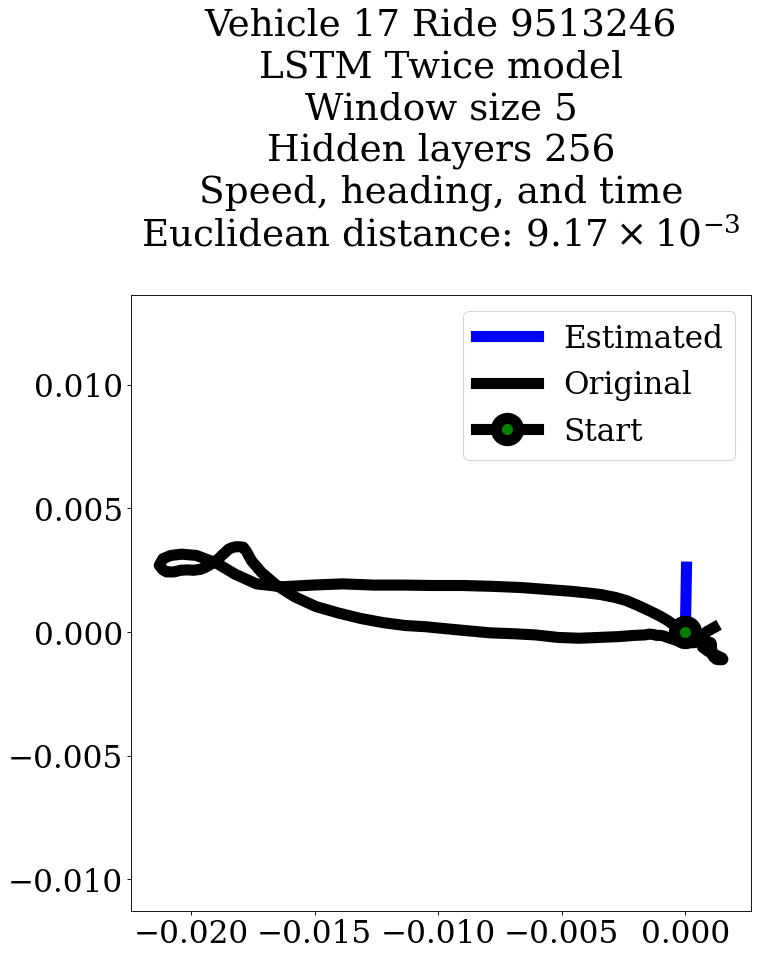 Vehicle 17 Ride 9513246
LSTM Twice model
Window size 5
Hidden layers 256
Speed, heading, and time
Euclidean distance: 9.17 × 10⁻³
Estimated
Original
Start
0.010
0.005
0.000
−0.005
−0.010
−0.020 −0.015 −0.010 −0.005 0.000